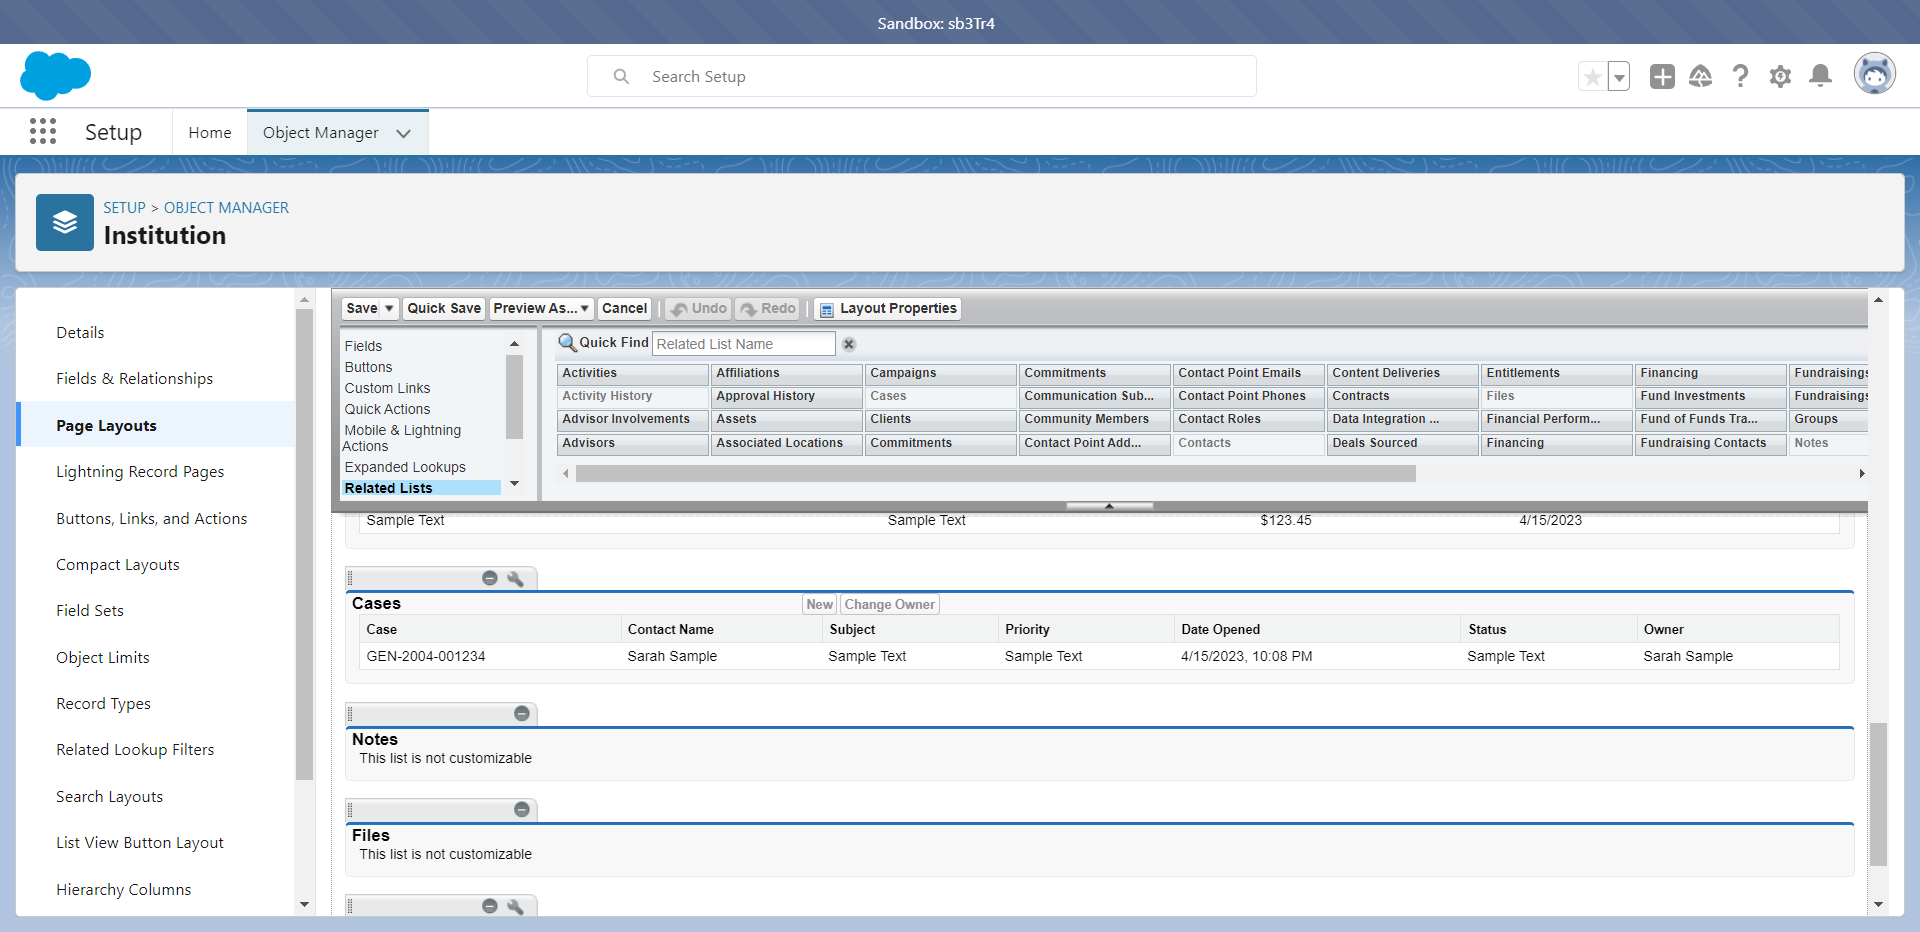 Sandbox: sb3Tr4
Search Setup
Setup
Home
Object Manager
SETUP > OBJECT MANAGER
Institution
Details
Fields & Relationships
Page Layouts
Lightning Record Pages
Buttons, Links, and Actions
Compact Layouts
Field Sets
Object Limits
Record Types
Related Lookup Filters
Search Layouts
List View Button Layout
Hierarchy Columns
Save Quick Save Preview As... Cancel Undo Redo Layout Properties
Fields
Buttons
Custom Links
Quick Actions
Mobile & Lightning
Actions
Expanded Lookups
Related Lists
Quick Find Related List Name
Activities Affiliations Campaigns Commitments Contact Point Emails Content Deliveries Entitlements Financing Fundraisings
Activity History Approval History Cases Communication Sub... Contact Point Phones Contracts Files Fund Investments Fundraisings
Advisor Involvements Assets Clients Community Members Contact Roles Data Integration ... Financial Perform... Fund of Funds Tra... Groups
Advisors Associated Locations Commitments Contact Point Add... Contacts Deals Sourced Financing Fundraising Contacts Notes
Sample Text Sample Text $123.45 4/15/2023
Cases New Change Owner
Case Contact Name Subject Priority Date Opened Status Owner
GEN-2004-001234 Sarah Sample Sample Text Sample Text 4/15/2023, 10:08 PM Sample Text Sarah Sample
Notes
This list is not customizable
Files
This list is not customizable